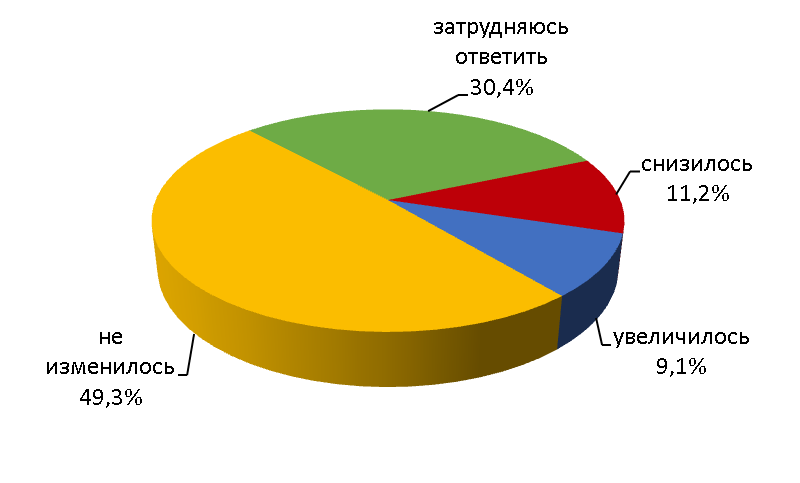 затрудняюсь
ответить
30,4%
снизилось
11,2%
увеличилось
9,1%
не
изменилось
49,3%